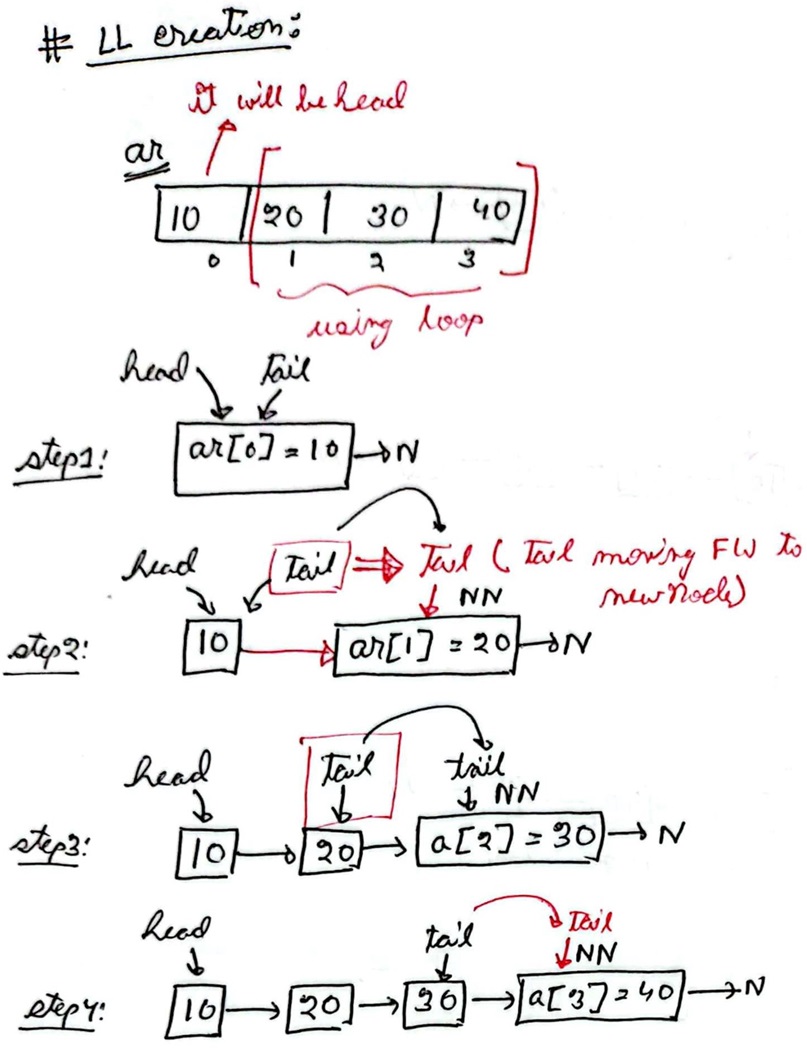 # LL creation:
it will be head
ar
10 20 30 40
0 1 2 3
using loop
head tail
step1: ar[0] = 10 → N
head tail ⇒ Tail (Tail moving FW to
NN newNode)
step2: 10 → ar[1] = 20 → N
head tail tail
NN
step3: 10 → 20 → a[2] = 30 → N
head tail Tail
NN
step4: 10 → 20 → 30 → a[3] = 40 → N